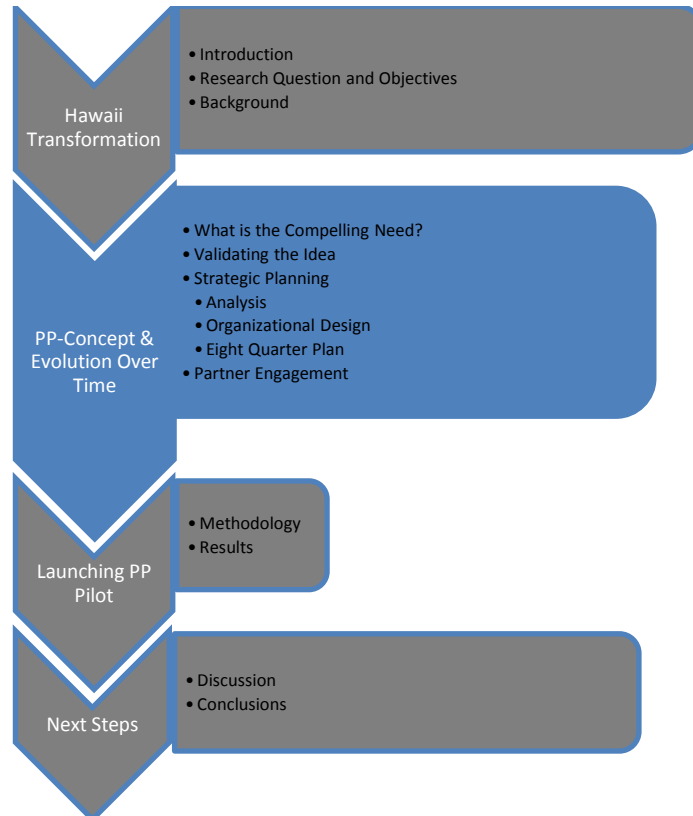 Hawaii
Transformation
• Introduction
• Research Question and Objectives
• Background
PP-Concept &
Evolution Over
Time
• What is the Compelling Need?
• Validating the Idea
• Strategic Planning
• Analysis
• Organizational Design
• Eight Quarter Plan
• Partner Engagement
Launching PP
Pilot
• Methodology
• Results
Next Steps
• Discussion
• Conclusions